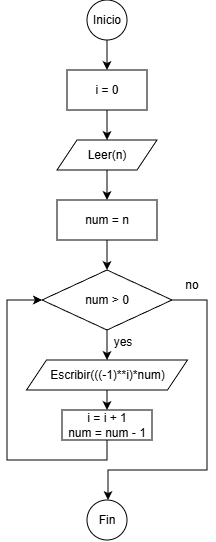 Inicio
i = 0
Leer(n)
num = n
num > 0
no
yes
Escribir(((-1)**i)*num)
i = i + 1
num = num - 1
Fin